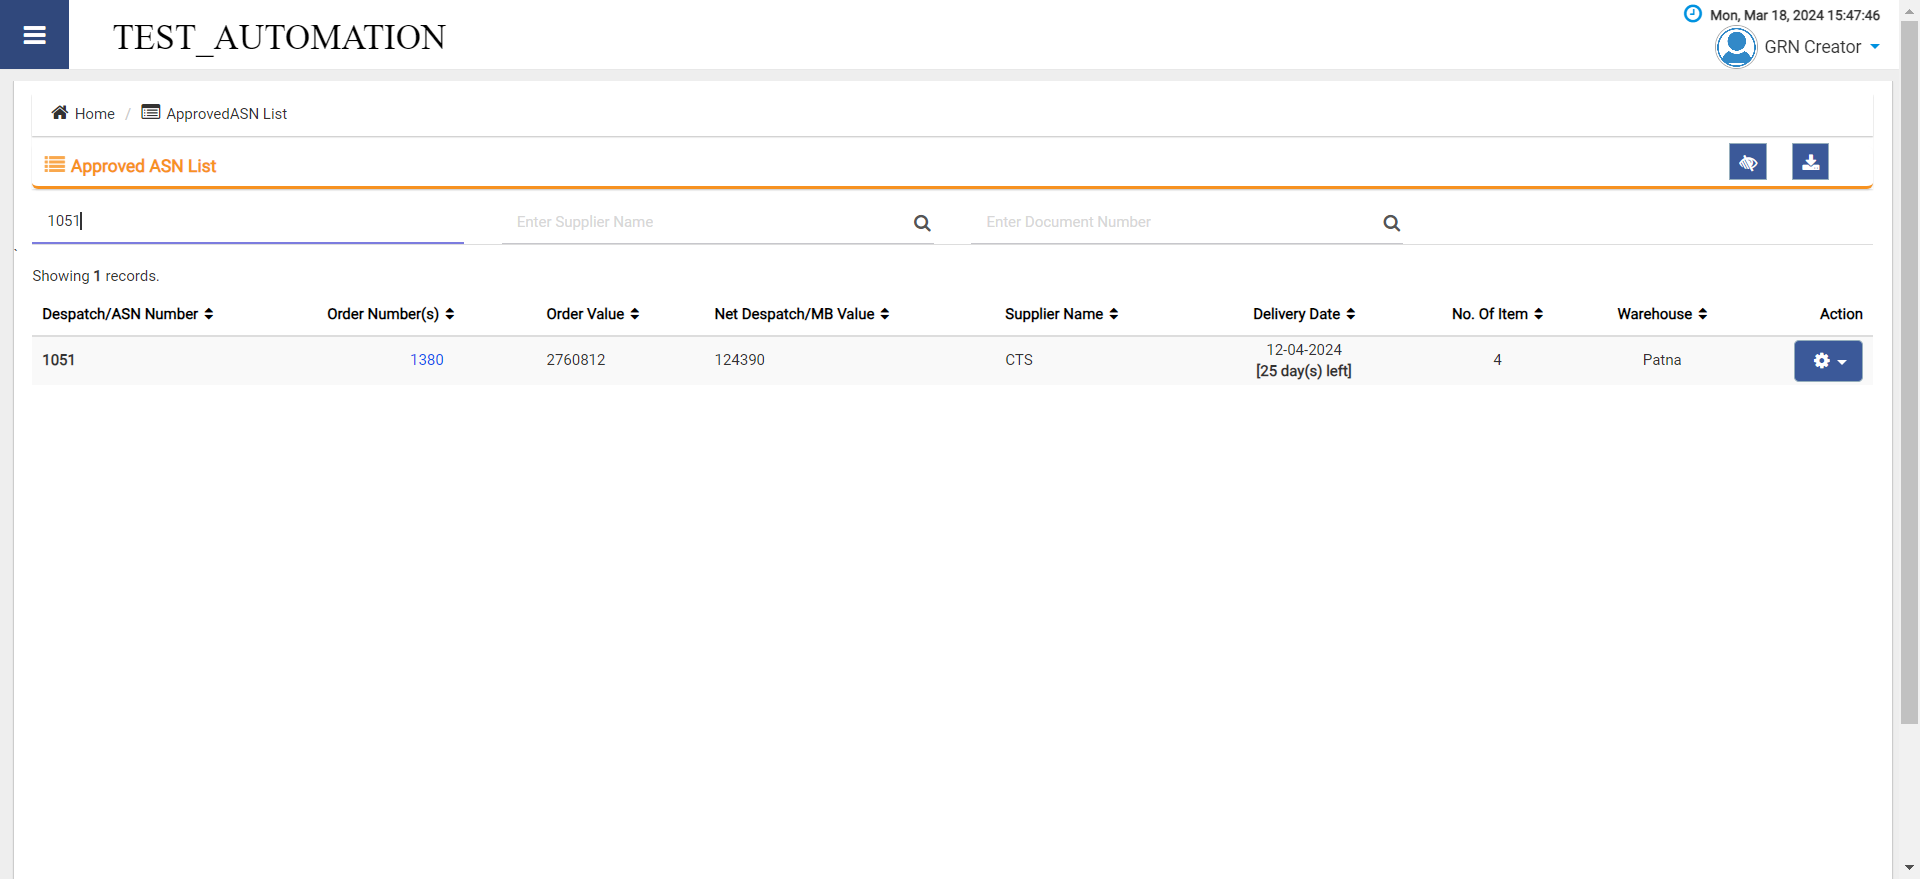 TEST_AUTOMATION
Mon, Mar 18, 2024 15:47:46
GRN Creator
Home / ApprovedASN List
Approved ASN List
1051 Enter Supplier Name Enter Document Number
Showing 1 records.
Despatch/ASN Number Order Number(s) Order Value Net Despatch/MB Value Supplier Name Delivery Date No. Of Item Warehouse Action
1051 1380 2760812 124390 CTS 12-04-2024 4 Patna
[25 day(s) left]